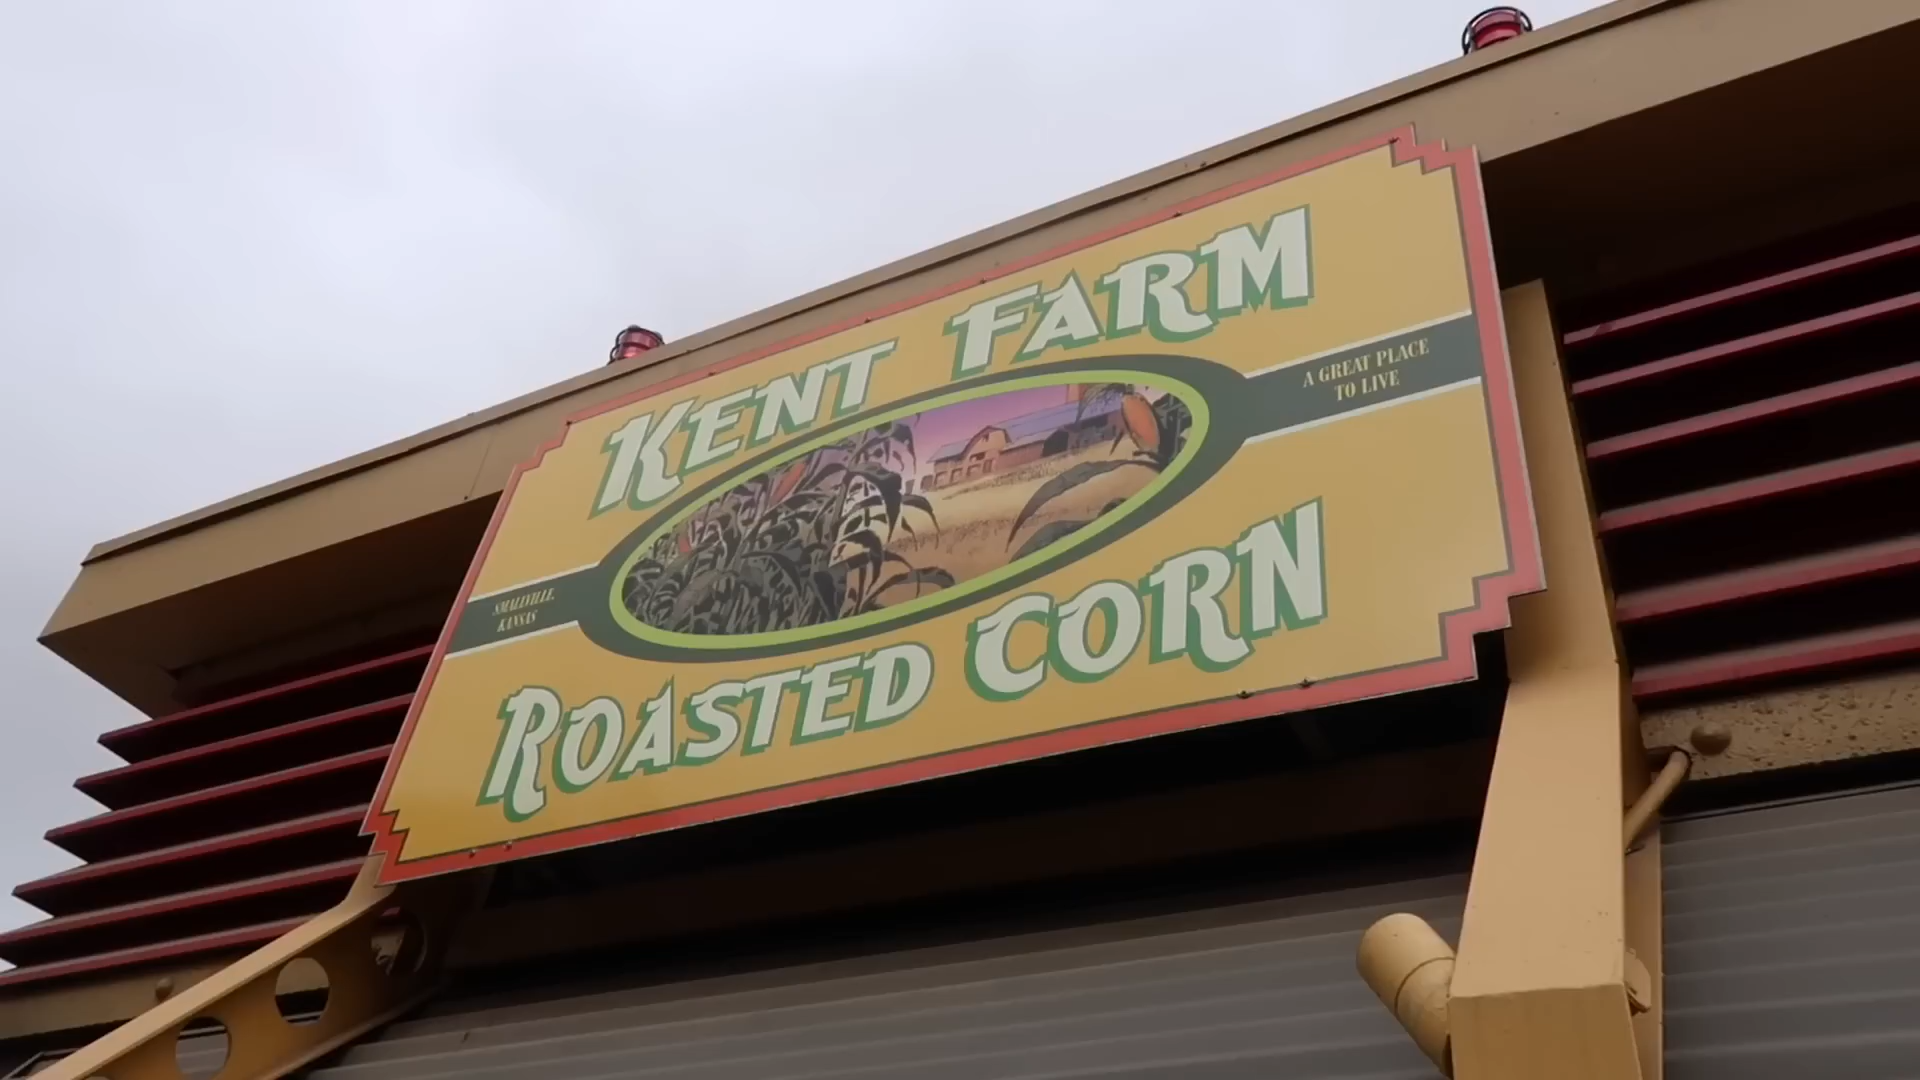 KENT FARM
SMALLVILLE, KANSAS
A GREAT PLACE
TO LIVE
ROASTED CORN